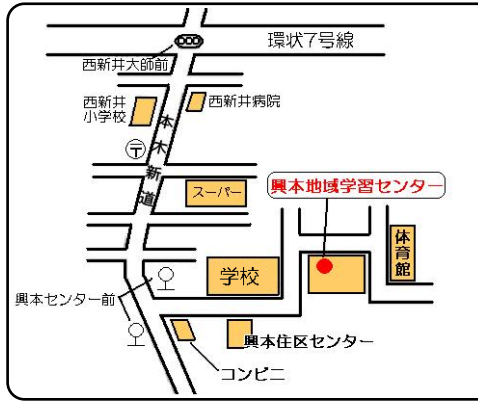 環状7号線
西新井大師前
西新井
小学校
西新井病院
本木新道
〒
スーパー
興本地域学習センター
体育館
学校
興本センター前
興本住区センター
コンビニ